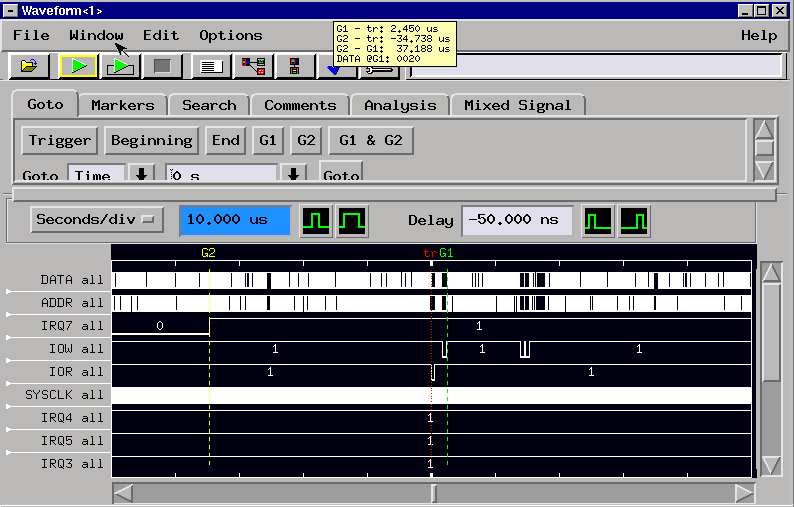 Waveform<1>
File Window Edit Options Help
G1 - tr: 2.450 us
G2 - tr: -34.738 us
G2 - G1: 37.188 us
DATA @G1: 0020
Goto Markers Search Comments Analysis Mixed Signal
Trigger Beginning End G1 G2 G1 & G2
Goto Time 0 s Goto
Seconds/div 10.000 us Delay -50.000 ns
G2 tr G1
DATA all
ADDR all
IRQ7 all 0 1
IOW all 1 1 1
IOR all 1 1
SYSCLK all
IRQ4 all 1
IRQ5 all 1
IRQ3 all 1